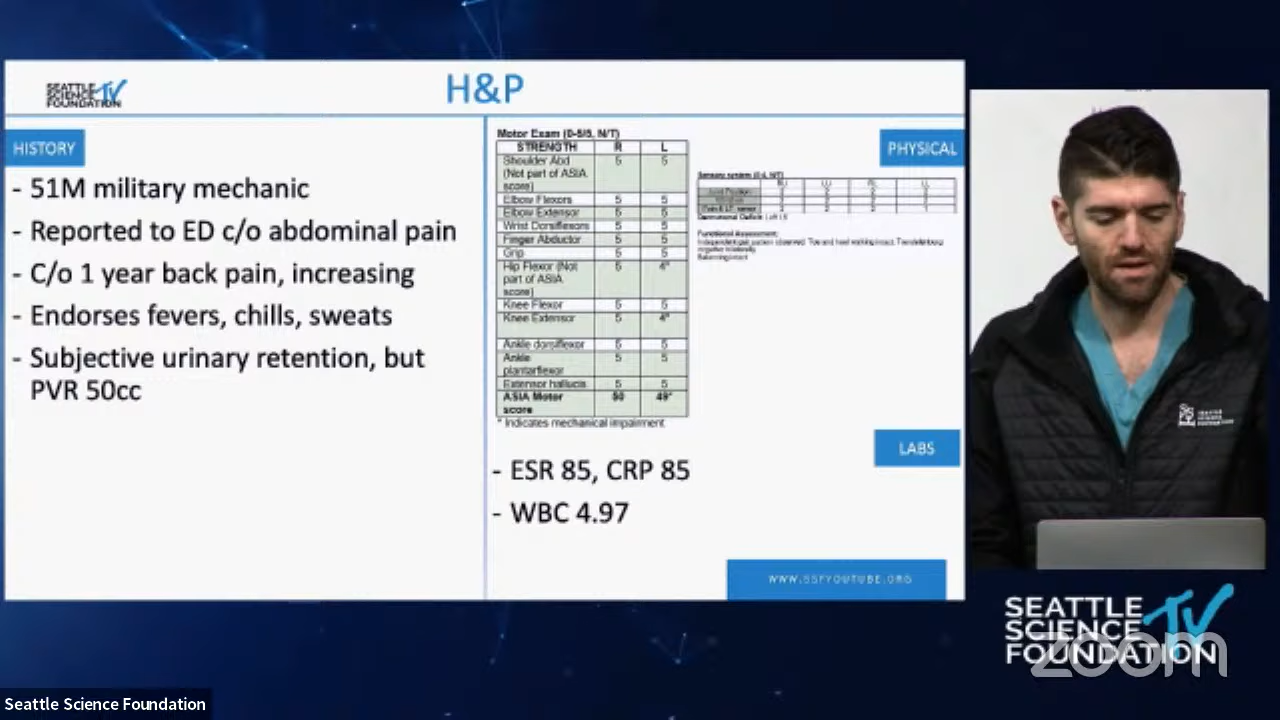 SEATTLE
SCIENCE TV
FOUNDATION
H&P
HISTORY
- 51M military mechanic
- Reported to ED c/o abdominal pain
- C/o 1 year back pain, increasing
- Endorses fevers, chills, sweats
- Subjective urinary retention, but
PVR 50cc
Motor Exam (0-5/5, N/T)
STRENGTH R L
Shoulder Abd 5 5
(Not part of ASIA
score)
Elbow Flexors 5 5
Elbow Extensor 5 5
Wrist Dorsiflexors 5 5
Finger Abductor 5 5
Grip 5 5
Hip Flexor (Not 5 4*
part of ASIA
score)
Knee Flexor 5 5
Knee Extensor 5 4*
Ankle dorsiflexor 5 5
Ankle 5 5
plantarflexor
Extensor hallucis 5 5
ASIA Motor 50 49*
score
* Indicates mechanical impairment
PHYSICAL
Functional Assessment:
LABS
- ESR 85, CRP 85
- WBC 4.97
WWW.SSFYOUTUBE.ORG
SEATTLE
SCIENCE
FOUNDATION
SEATTLE
SCIENCE TV
FOUNDATION
zoom
Seattle Science Foundation